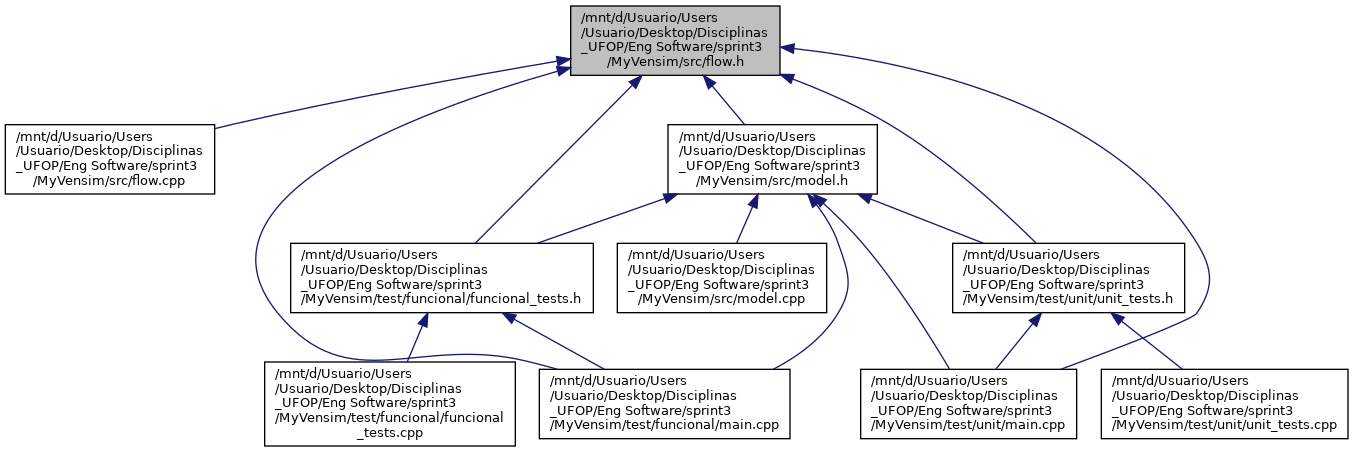 /mnt/d/Usuario/Users
/Usuario/Desktop/Disciplinas
_UFOP/Eng Software/sprint3
/MyVensim/src/flow.h
/mnt/d/Usuario/Users
/Usuario/Desktop/Disciplinas
_UFOP/Eng Software/sprint3
/MyVensim/src/flow.cpp
/mnt/d/Usuario/Users
/Usuario/Desktop/Disciplinas
_UFOP/Eng Software/sprint3
/MyVensim/src/model.h
/mnt/d/Usuario/Users
/Usuario/Desktop/Disciplinas
_UFOP/Eng Software/sprint3
/MyVensim/test/funcional/funcional_tests.h
/mnt/d/Usuario/Users
/Usuario/Desktop/Disciplinas
_UFOP/Eng Software/sprint3
/MyVensim/src/model.cpp
/mnt/d/Usuario/Users
/Usuario/Desktop/Disciplinas
_UFOP/Eng Software/sprint3
/MyVensim/test/unit/unit_tests.h
/mnt/d/Usuario/Users
/Usuario/Desktop/Disciplinas
_UFOP/Eng Software/sprint3
/MyVensim/test/funcional/funcional
_tests.cpp
/mnt/d/Usuario/Users
/Usuario/Desktop/Disciplinas
_UFOP/Eng Software/sprint3
/MyVensim/test/funcional/main.cpp
/mnt/d/Usuario/Users
/Usuario/Desktop/Disciplinas
_UFOP/Eng Software/sprint3
/MyVensim/test/unit/main.cpp
/mnt/d/Usuario/Users
/Usuario/Desktop/Disciplinas
_UFOP/Eng Software/sprint3
/MyVensim/test/unit/unit_tests.cpp